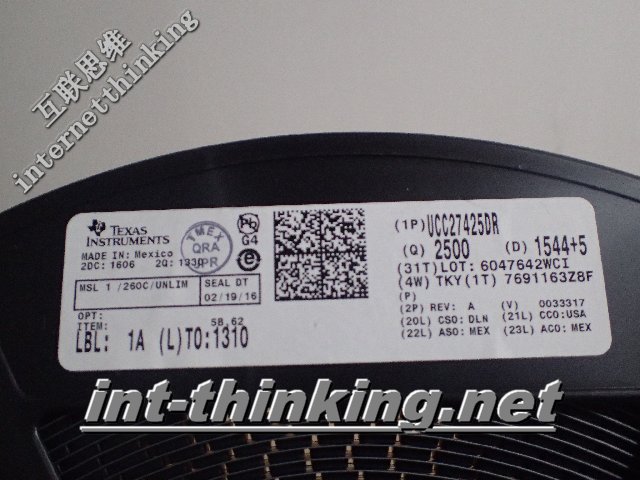 互联思维
internetthinking
TEXAS
INSTRUMENTS
MADE IN: Mexico
2DC: 1606 2Q: 1330
TMEX
QRA
PR
Pb
G4
e
MSL 1 /260C/UNLIM
SEAL DT
02/19/16
OPT:
ITEM:
58,62
LBL: 1A (L)TO:1310
(1P)UCC27425DR
(Q) 2500 (D) 1544+5
(31T)LOT: 6047642WCI
(4W) TKY(1T) 7691163Z8F
(P)
(2P) REV: A (V) 0033317
(20L) CSO:DLN (21L) CCO:USA
(22L) ASO: MEX (23L) ACO: MEX
int-thinking.net